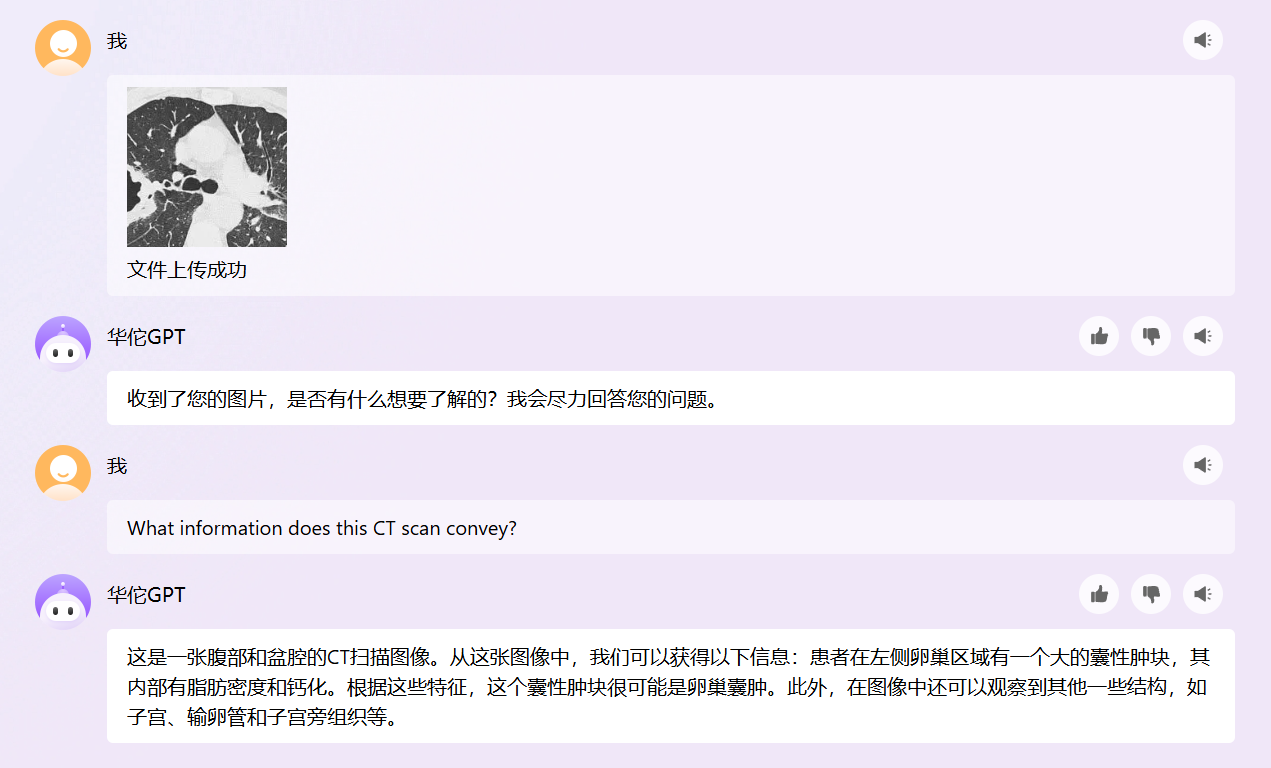 我
文件上传成功
华佗GPT
收到了您的图片，是否有什么想要了解的？我会尽力回答您的问题。
我
What information does this CT scan convey?
华佗GPT
这是一张腹部和盆腔的CT扫描图像。从这张图像中，我们可以获得以下信息：患者在左侧卵巢区域有一个大的囊性肿块，其
内部有脂肪密度和钙化。根据这些特征，这个囊性肿块很可能是卵巢囊肿。此外，在图像中还可以观察到其他一些结构，如
子宫、输卵管和子宫旁组织等。